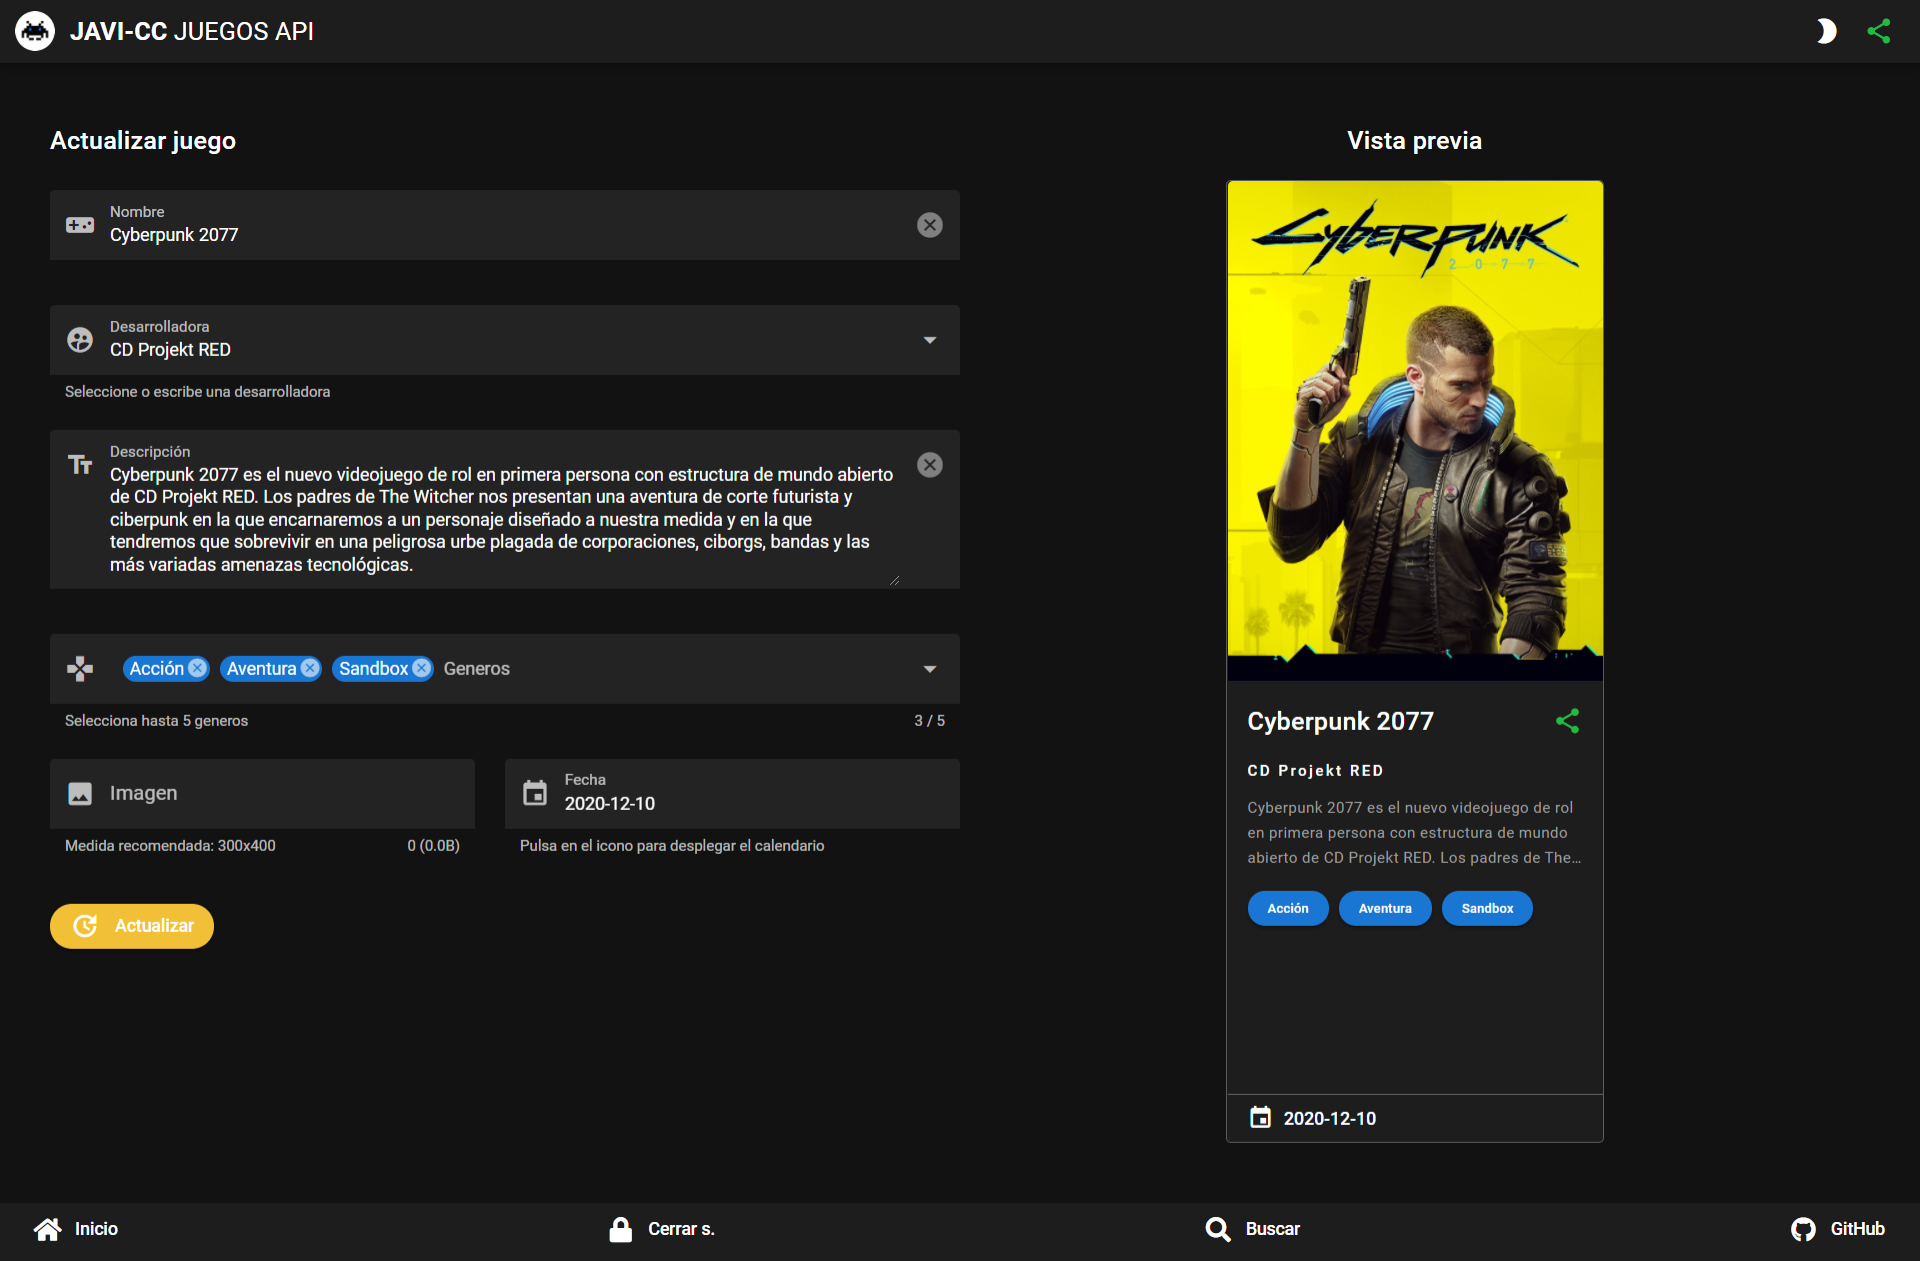 JAVI-CC JUEGOS API
Actualizar juego
Nombre
Cyberpunk 2077
Desarrolladora
CD Projekt RED
Seleccione o escribe una desarrolladora
Descripción
Cyberpunk 2077 es el nuevo videojuego de rol en primera persona con estructura de mundo abierto
de CD Projekt RED. Los padres de The Witcher nos presentan una aventura de corte futurista y
ciberpunk en la que encarnaremos a un personaje diseñado a nuestra medida y en la que
tendremos que sobrevivir en una peligrosa urbe plagada de corporaciones, ciborgs, bandas y las
más variadas amenazas tecnológicas.
Acción Aventura Sandbox Generos
Selecciona hasta 5 generos 3 / 5
Imagen
Medida recomendada: 300x400 0 (0.0B)
Fecha
2020-12-10
Pulsa en el icono para desplegar el calendario
Actualizar
Vista previa
CYBERPUNK
2077
Cyberpunk 2077
CD Projekt RED
Cyberpunk 2077 es el nuevo videojuego de rol
en primera persona con estructura de mundo
abierto de CD Projekt RED. Los padres de The...
Acción Aventura Sandbox
2020-12-10
Inicio Cerrar s. Buscar GitHub